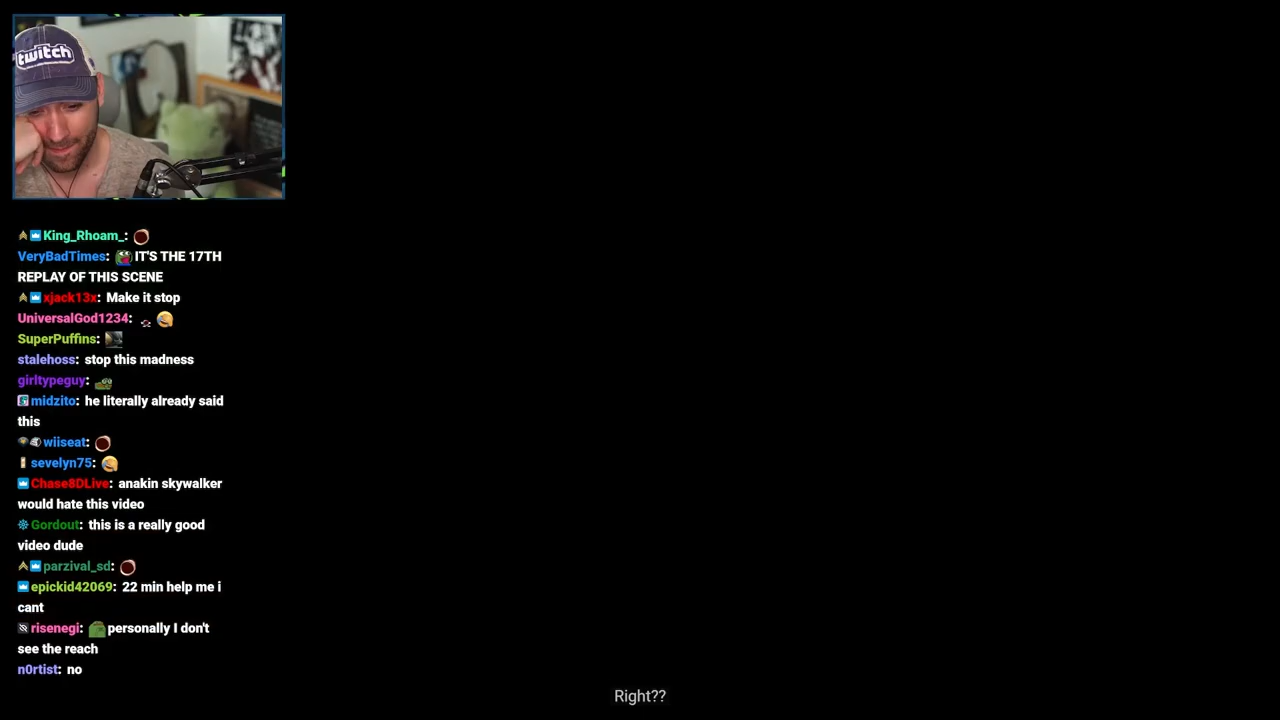 twitch
King_Rhoam_:
VeryBadTimes: IT'S THE 17TH
REPLAY OF THIS SCENE
xjack13x: Make it stop
UniversalGod1234:
SuperPuffins:
stalehoss: stop this madness
girltypeguy:
midzito: he literally already said
this
wiiseat:
sevelyn75:
Chase8DLive: anakin skywalker
would hate this video
Gordout: this is a really good
video dude
parzival_sd:
epickid42069: 22 min help me i
cant
risenegi: personally I don't
see the reach
n0rtist: no
Right??